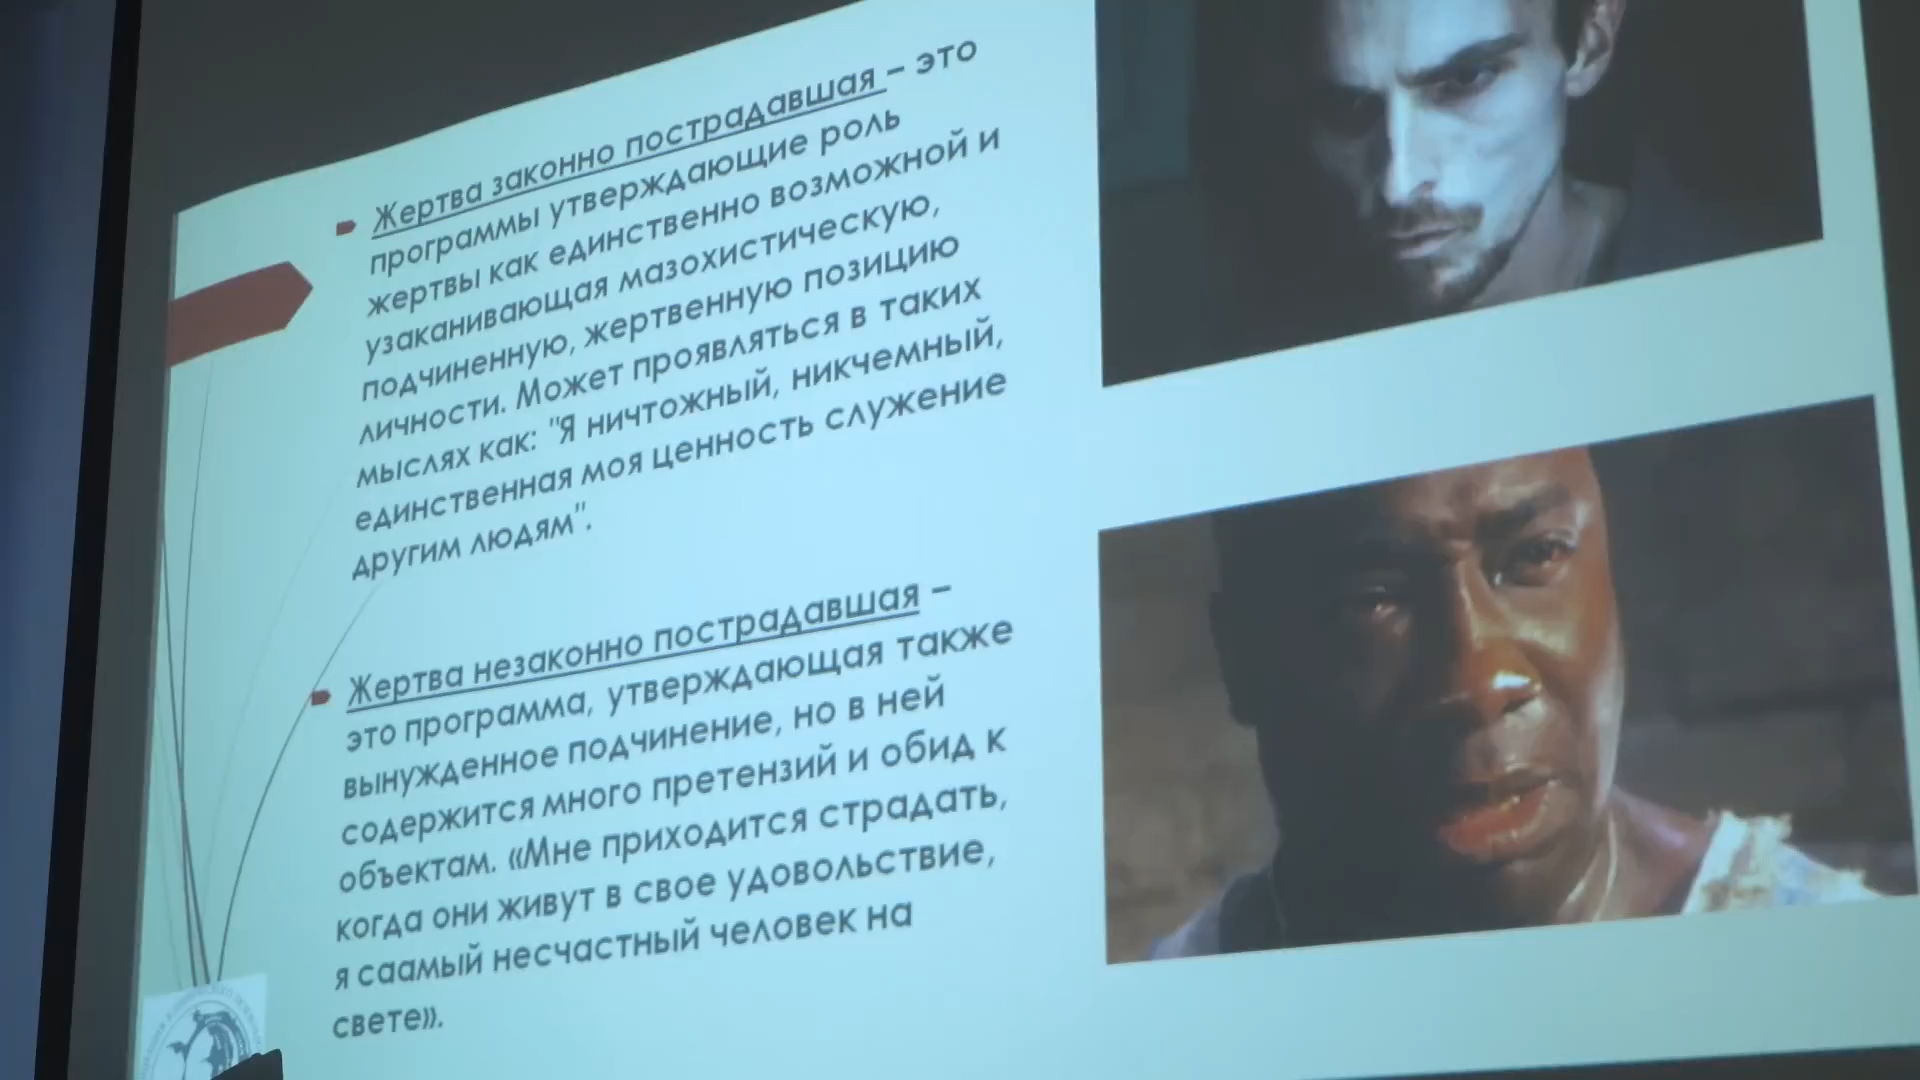 Жертва законно пострадавшая – это
программы утверждающие роль
жертвы как единственно возможной и
узаканивающая мазохистическую,
подчиненную, жертвенную позицию
личности. Может проявляться в таких
мыслях как: "Я ничтожный, никчемный,
единственная моя ценность служение
другим людям".
Жертва незаконно пострадавшая –
это программа, утверждающая также
вынужденное подчинение, но в ней
содержится много претензий и обид к
объектам. «Мне приходится страдать,
когда они живут в свое удовольствие,
я саамый несчастный человек на
свете».